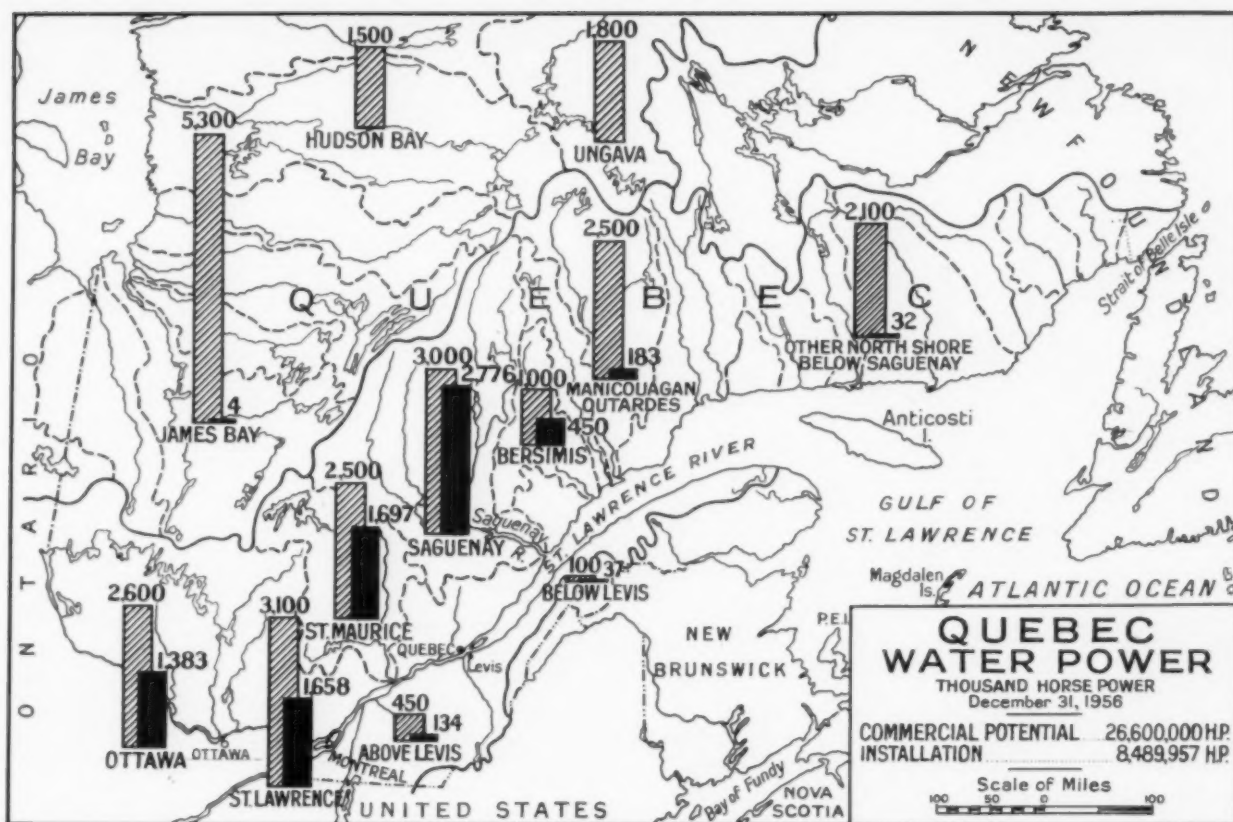 James
Bay
1,500
HUDSON BAY
1,800
UNGAVA
5,300
4
JAMES BAY
2,500
183
MANICOUAGAN
OUTARDES
2,100
32
OTHER NORTH SHORE
BELOW SAGUENAY
QUEBEC
NEWFOUNDLAND
Strait of Belle Isle
3,000
2,776
SAGUENAY
1,000
450
BERSIMIS
Anticosti
I.
ONTARIO
2,500
1,697
ST. MAURICE
Saguenay R.
LAWRENCE RIVER
GULF OF
ST. LAWRENCE
100 37
BELOW LEVIS
Magdalen
Is.
ATLANTIC OCEAN
2,600
1,383
OTTAWA
OTTAWA
3,100
1,658
ST. LAWRENCE
MONTREAL
QUEBEC
Levis
450
134
ABOVE LEVIS
NEW
BRUNSWICK
P.E.I.
UNITED STATES
Bay of Fundy
NOVA
SCOTIA
QUEBEC
WATER POWER
THOUSAND HORSE POWER
December 31, 1956
COMMERCIAL POTENTIAL 26,600,000 H.P.
INSTALLATION 8,489,957 H.P.
Scale of Miles
100 50 0 100